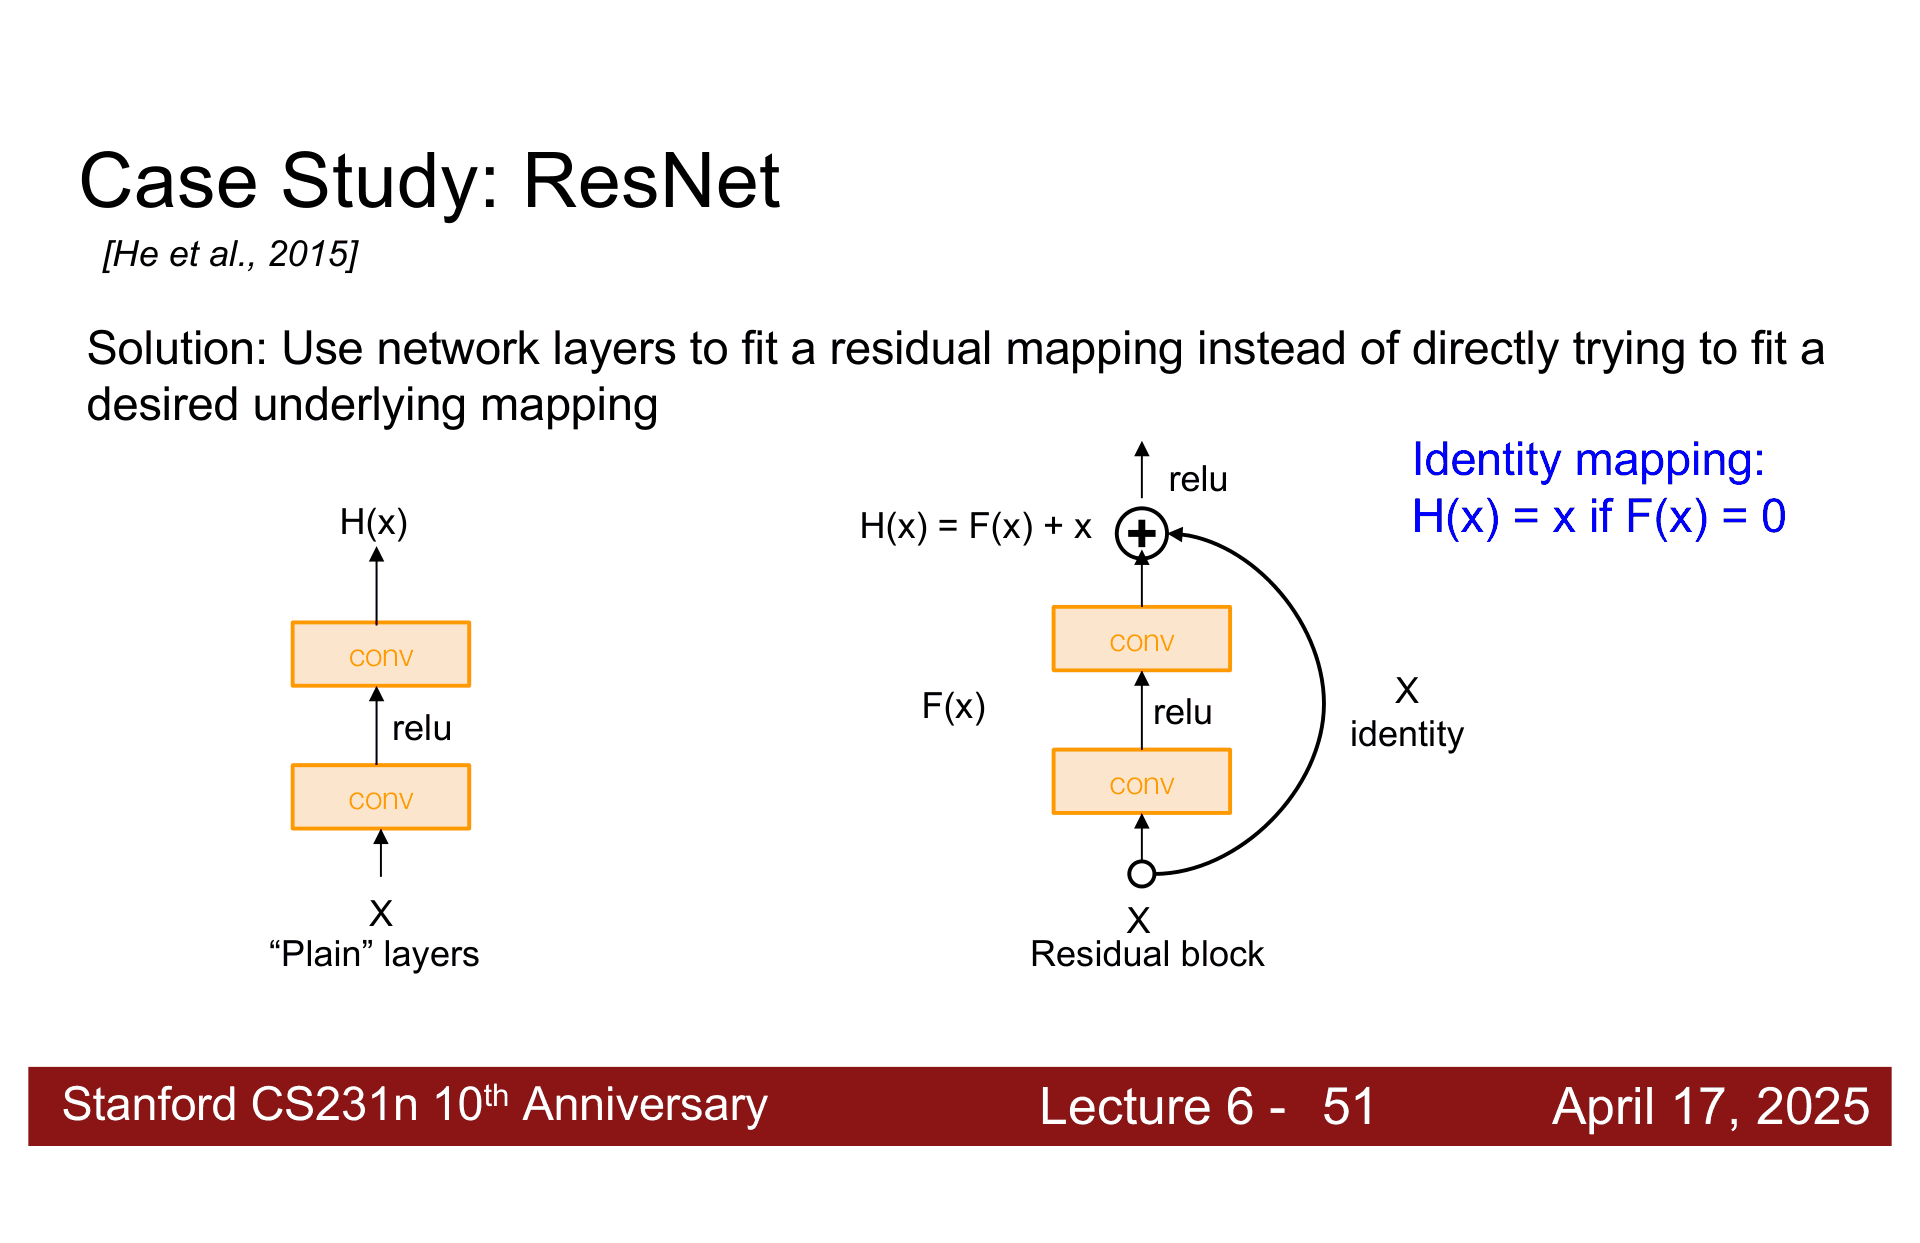 Case Study: ResNet
[He et al., 2015]
Solution: Use network layers to fit a residual mapping instead of directly trying to fit a
desired underlying mapping
H(x)
conv
relu
conv
X
“Plain” layers
relu
H(x) = F(x) + x
conv
F(x)
relu
conv
X
identity
X
Residual block
Identity mapping:
H(x) = x if F(x) = 0
Stanford CS231n 10th Anniversary
Lecture 6 - 51
April 17, 2025